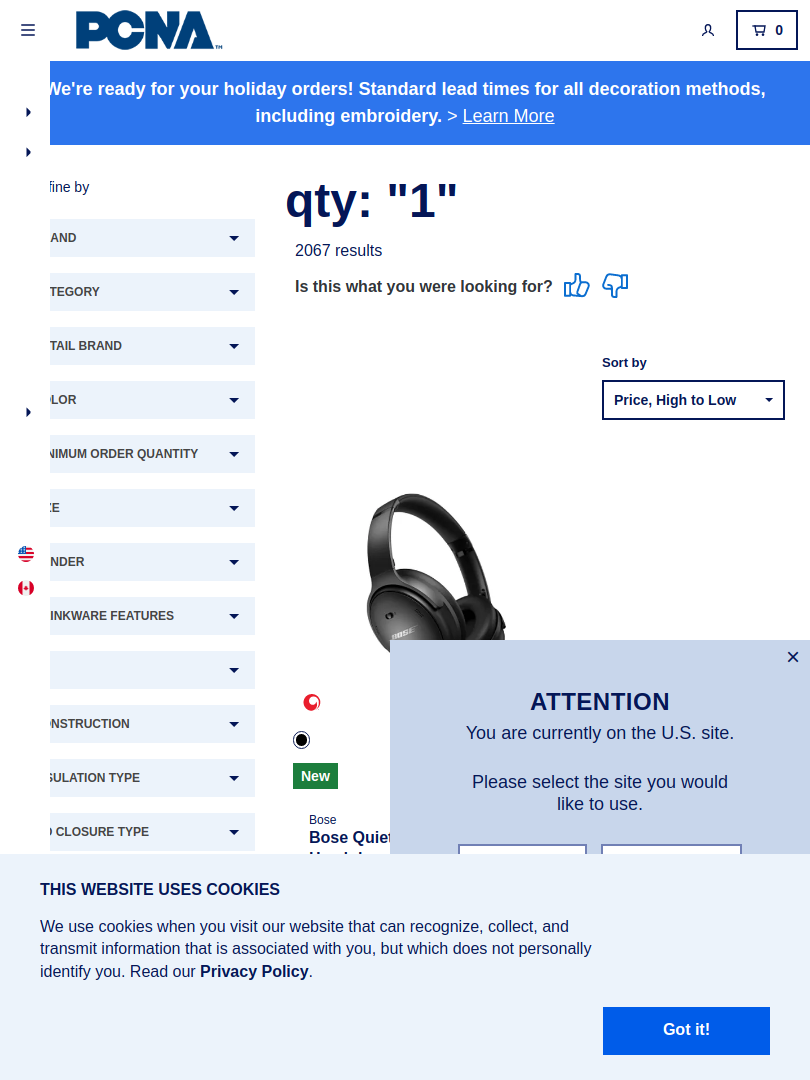 PCNA
TM
0
We're ready for your holiday orders! Standard lead times for all decoration methods,
including embroidery. > Learn More
fine by
qty: "1"
2067 results
Is this what you were looking for?
Sort by
Price, High to Low
AND
TEGORY
TAIL BRAND
LOR
NIMUM ORDER QUANTITY
ZE
NDER
INKWARE FEATURES
NSTRUCTION
SULATION TYPE
D CLOSURE TYPE
BOSE
New
Bose
Bose Quiet
ATTENTION
You are currently on the U.S. site.
Please select the site you would
like to use.
THIS WEBSITE USES COOKIES
We use cookies when you visit our website that can recognize, collect, and
transmit information that is associated with you, but which does not personally
identify you. Read our Privacy Policy.
Got it!